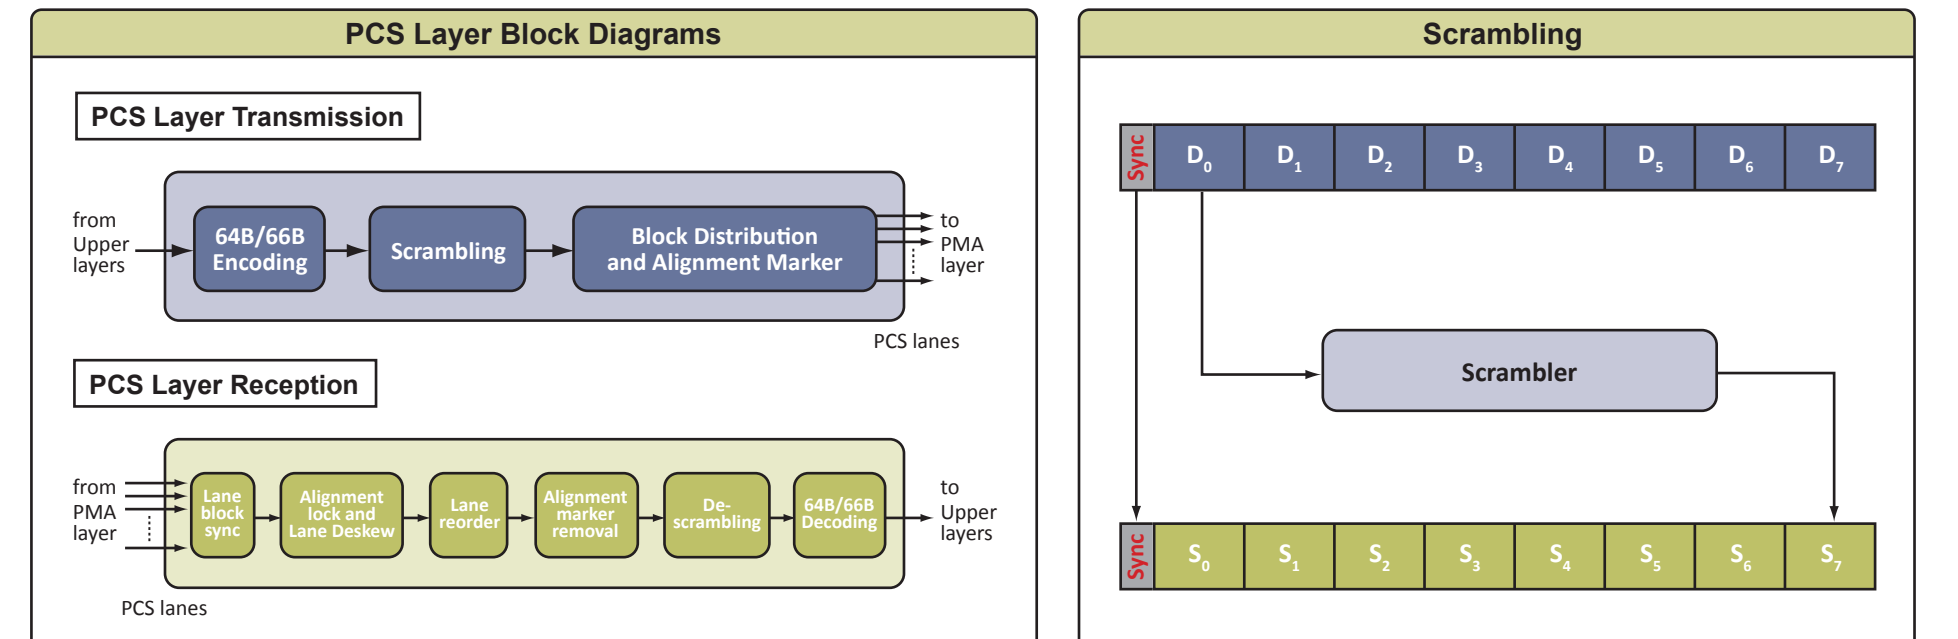 PCS Layer Block Diagrams
PCS Layer Transmission
from
Upper
layers
64B/66B
Encoding
Scrambling
Block Distribution
and Alignment Marker
to
PMA
layer
PCS lanes
PCS Layer Reception
from
PMA
layer
Lane
block
sync
Alignment
lock and
Lane Deskew
Lane
reorder
Alignment
marker
removal
De-
scrambling
64B/66B
Decoding
to
Upper
layers
PCS lanes
Scrambling
Sync D0 D1 D2 D3 D4 D5 D6 D7
Scrambler
Sync S0 S1 S2 S3 S4 S5 S6 S7